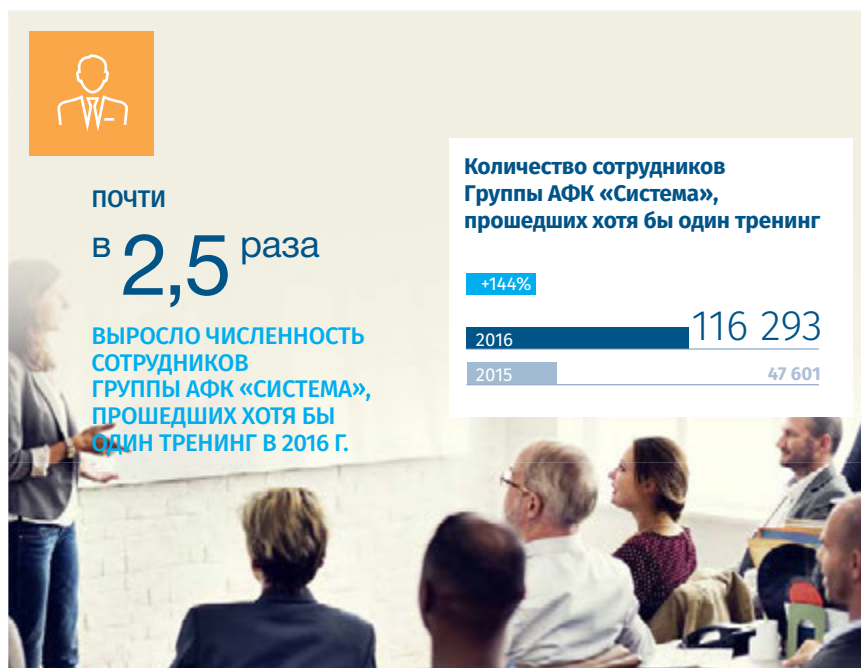 ПОЧТИ
в 2,5 раза
ВЫРОСЛО ЧИСЛЕННОСТЬ
СОТРУДНИКОВ
ГРУППЫ АФК «СИСТЕМА»,
ПРОШЕДШИХ ХОТЯ БЫ
ОДИН ТРЕНИНГ В 2016 Г.
Количество сотрудников
Группы АФК «Система»,
прошедших хотя бы один тренинг
+144%
2016 116 293
2015 47 601